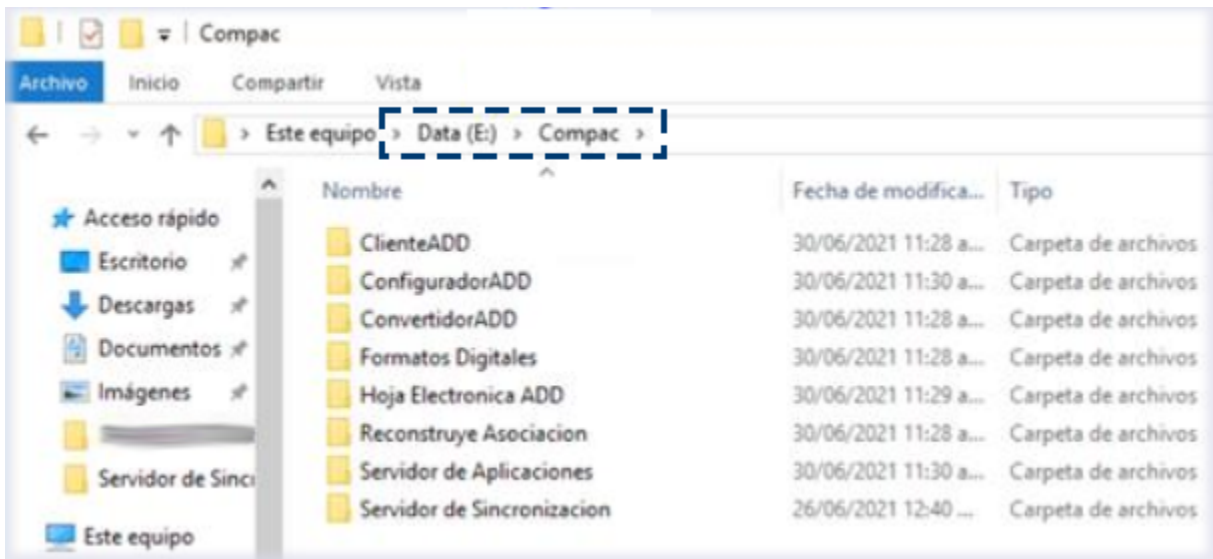 Compac
Archivo Inicio Compartir Vista
Este equipo > Data (E:) > Compac >
Nombre Fecha de modifica... Tipo
Acceso rápido
Escritorio
Descargas
Documentos
Imágenes
Servidor de Sinc
Este equipo
ClienteADD 30/06/2021 11:28 a... Carpeta de archivos
ConfiguradorADD 30/06/2021 11:30 a... Carpeta de archivos
ConvertidorADD 30/06/2021 11:28 a... Carpeta de archivos
Formatos Digitales 30/06/2021 11:28 a... Carpeta de archivos
Hoja Electronica ADD 30/06/2021 11:29 a... Carpeta de archivos
Reconstruye Asociacion 30/06/2021 11:28 a... Carpeta de archivos
Servidor de Aplicaciones 30/06/2021 11:30 a... Carpeta de archivos
Servidor de Sincronizacion 26/06/2021 12:40 ... Carpeta de archivos